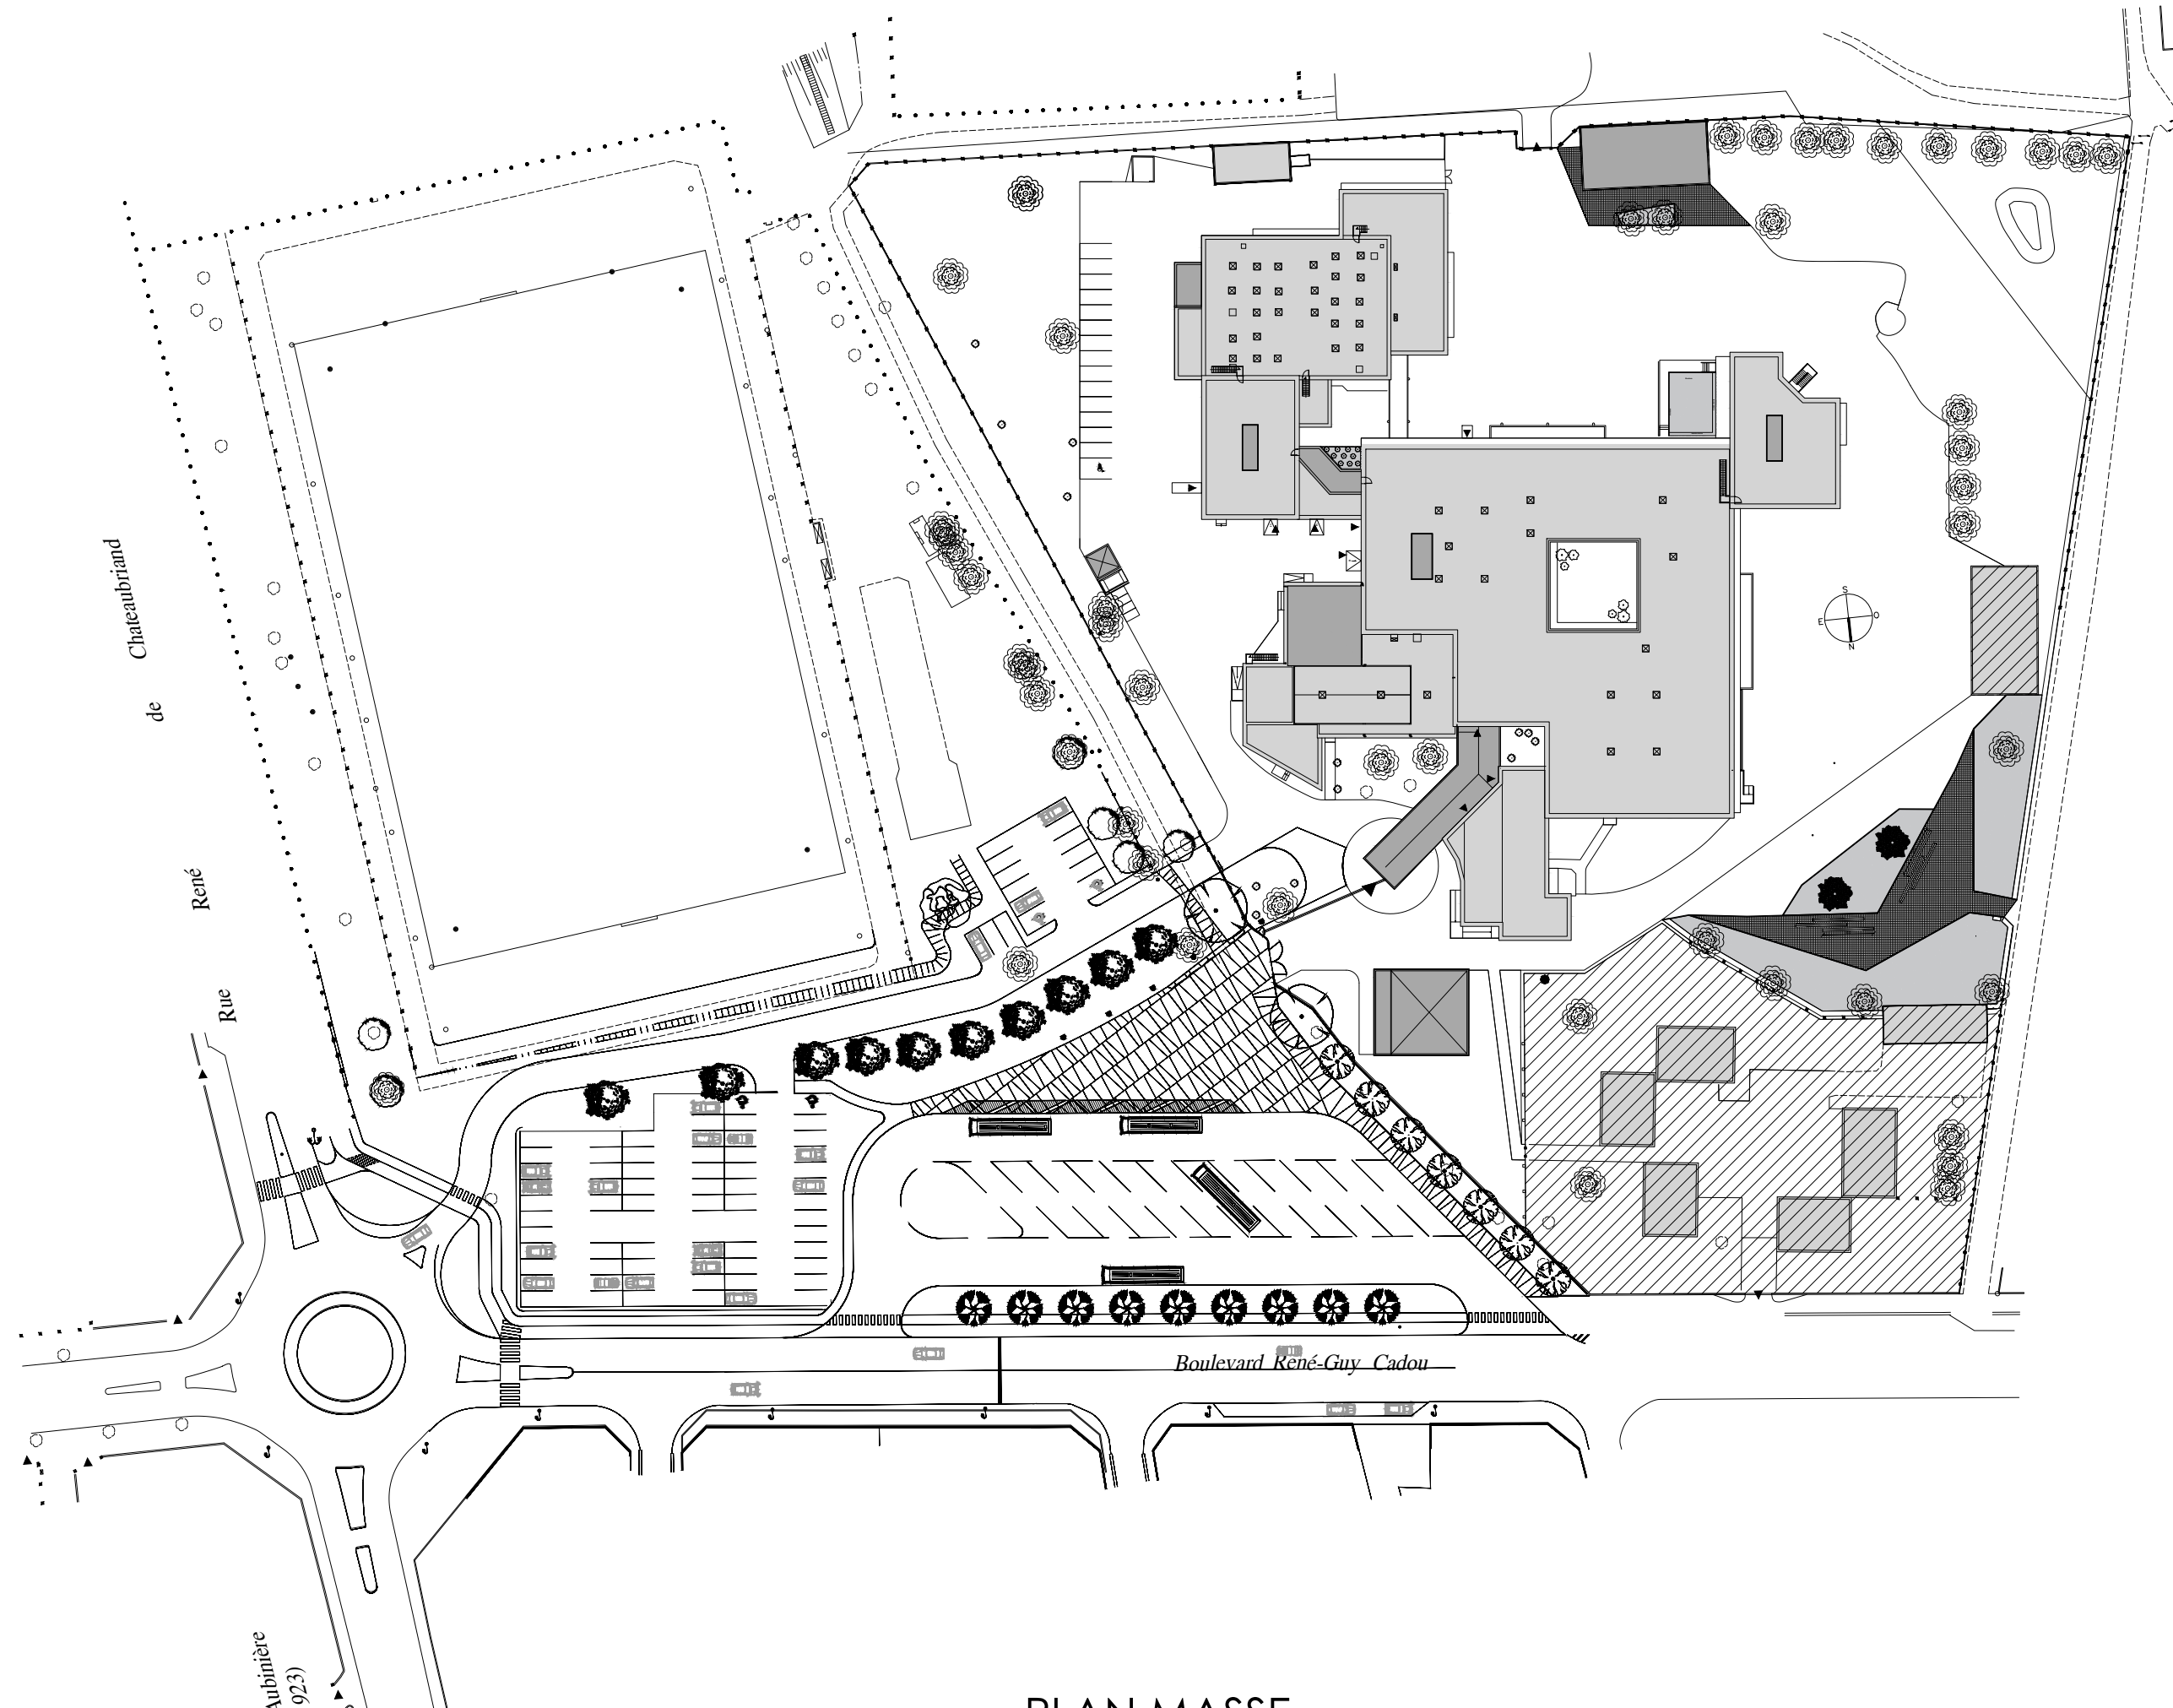 S
E
O
N
Rue René de Chateaubriand
Boulevard René-Guy Cadou
Aubinière
923)
PLAN MASSE